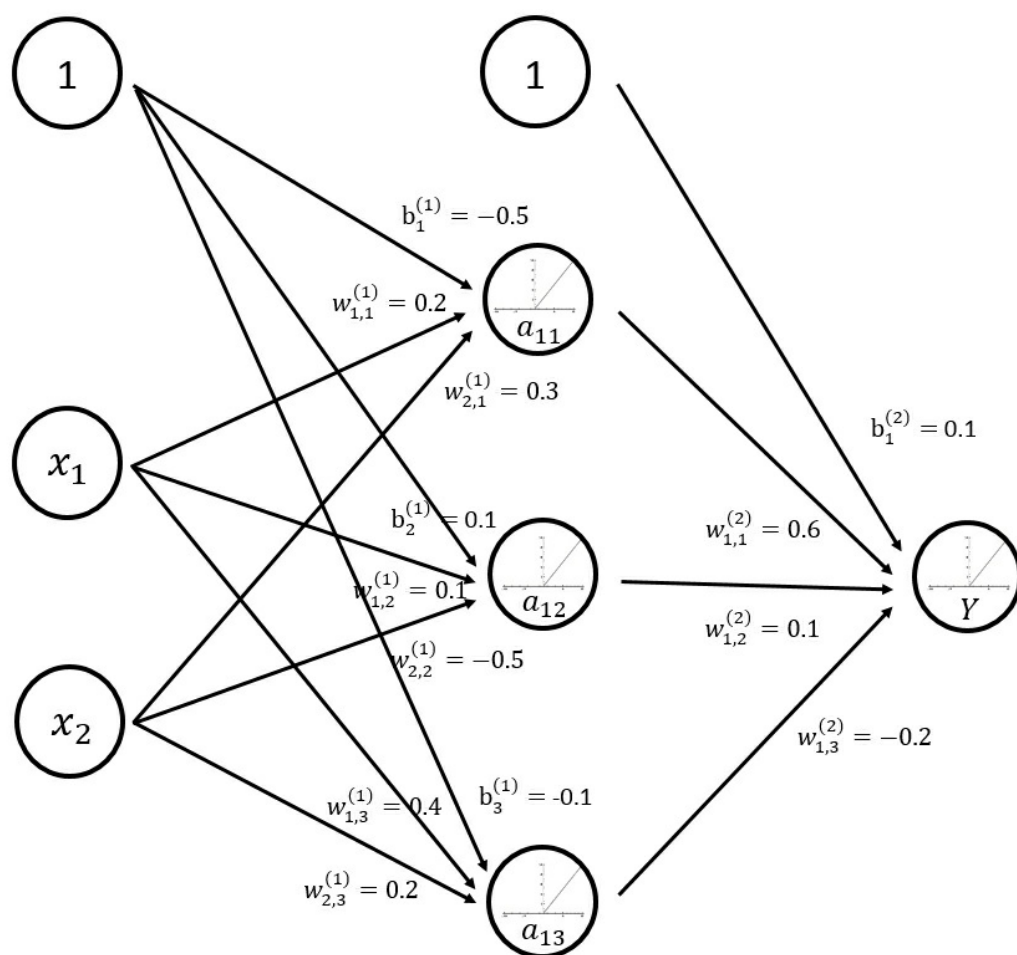 1
1
b₁⁽¹⁾ = −0.5
w₁,₁⁽¹⁾ = 0.2
a₁₁
w₂,₁⁽¹⁾ = 0.3
b₁⁽²⁾ = 0.1
x₁
b₂⁽¹⁾ = 0.1
w₁,₁⁽²⁾ = 0.6
w₁,₂⁽¹⁾ = 0.1
a₁₂
Y
w₁,₂⁽²⁾ = 0.1
w₂,₂⁽¹⁾ = −0.5
x₂
w₁,₃⁽²⁾ = −0.2
w₁,₃⁽¹⁾ = 0.4
b₃⁽¹⁾ = -0.1
w₂,₃⁽¹⁾ = 0.2
a₁₃